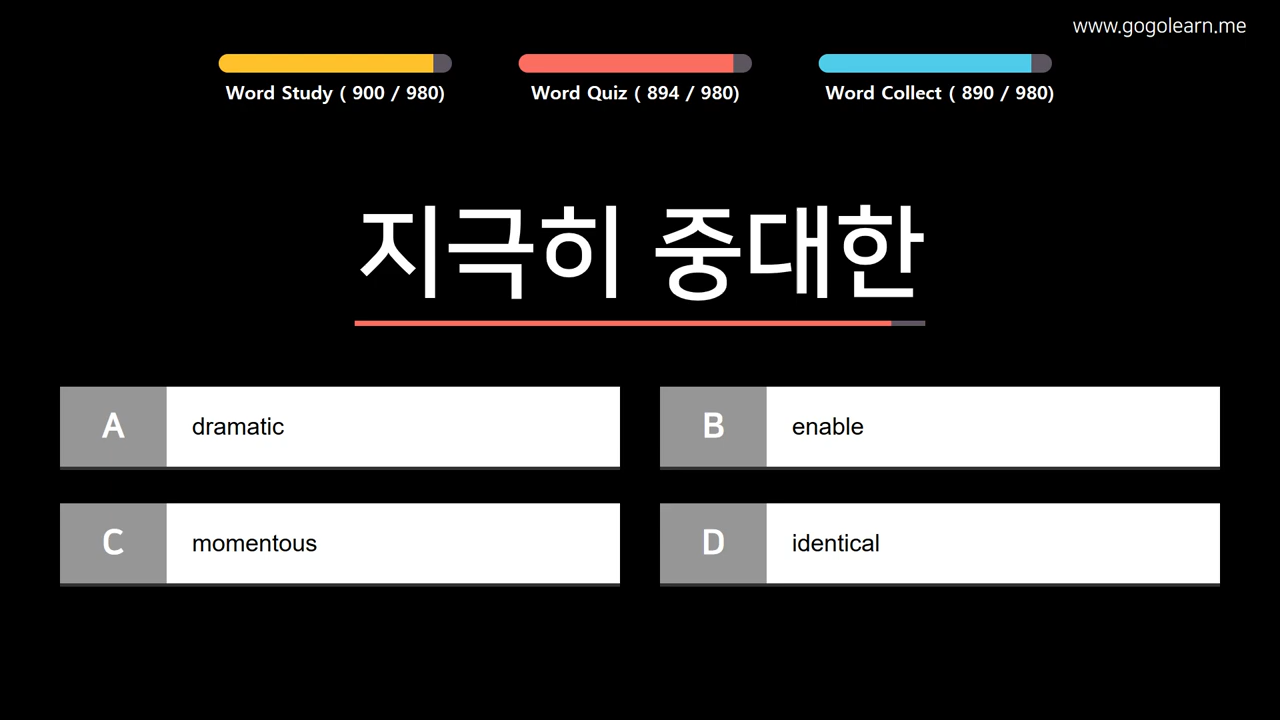 www.gogolearn.me
Word Study ( 900 / 980)
Word Quiz ( 894 / 980)
Word Collect ( 890 / 980)
지극히 중대한
A
dramatic
B
enable
C
momentous
D
identical